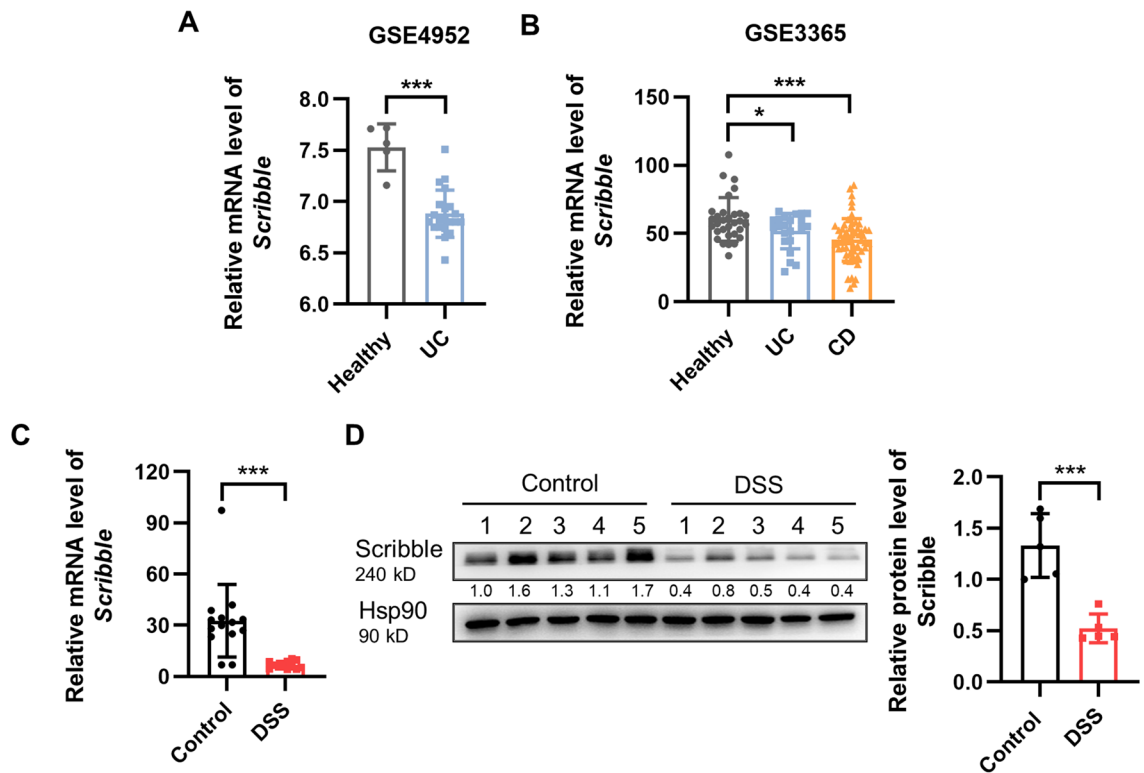 A
GSE4952
Relative mRNA level of
Scribble
8.0
7.5
7.0
6.5
6.0
***
Healthy
UC
B
GSE3365
Relative mRNA level of
Scribble
150
100
50
0
***
*
Healthy
UC
CD
C
Relative mRNA level of
Scribble
120
90
60
30
0
***
Control
DSS
D
Control DSS
1 2 3 4 5 1 2 3 4 5
Scribble
240 kD
1.0 1.6 1.3 1.1 1.7 0.4 0.8 0.5 0.4 0.4
Hsp90
90 kD
Relative protein level of
Scribble
2.0
1.5
1.0
0.5
0.0
***
Control
DSS